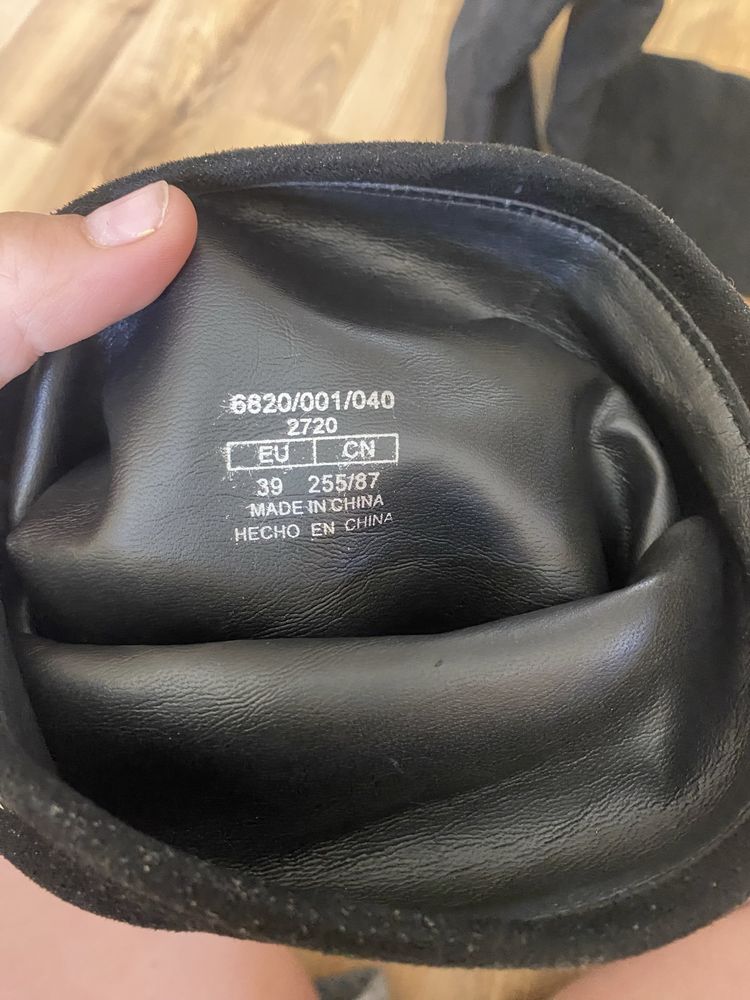 6820/001/040
2720
EU CN
39 255/87
MADE IN CHINA
HECHO EN CHINA